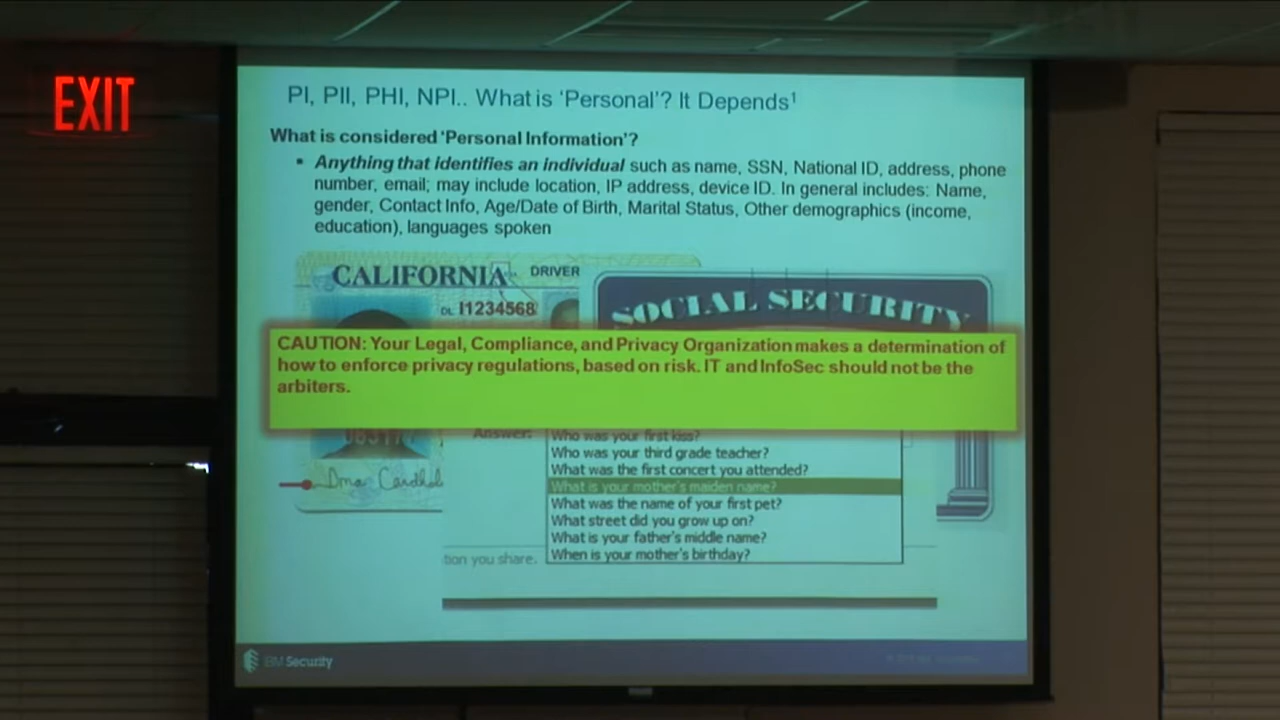 EXIT
PI, PII, PHI, NPI.. What is 'Personal'? It Depends¹
What is considered 'Personal Information'?
▪ Anything that identifies an individual such as name, SSN, National ID, address, phone
number, email; may include location, IP address, device ID. In general includes: Name,
gender, Contact Info, Age/Date of Birth, Marital Status, Other demographics (income,
education), languages spoken
CALIFORNIA DRIVER
DL I1234568
SOCIAL SECURITY
CAUTION: Your Legal, Compliance, and Privacy Organization makes a determination of
how to enforce privacy regulations, based on risk. IT and InfoSec should not be the
arbiters.
Answer:
Who was your first kiss?
Who was your third grade teacher?
What was the first concert you attended?
What is your mother's maiden name?
What was the name of your first pet?
What street did you grow up on?
What is your father's middle name?
When is your mother's birthday?
tion you share.
IBM Security